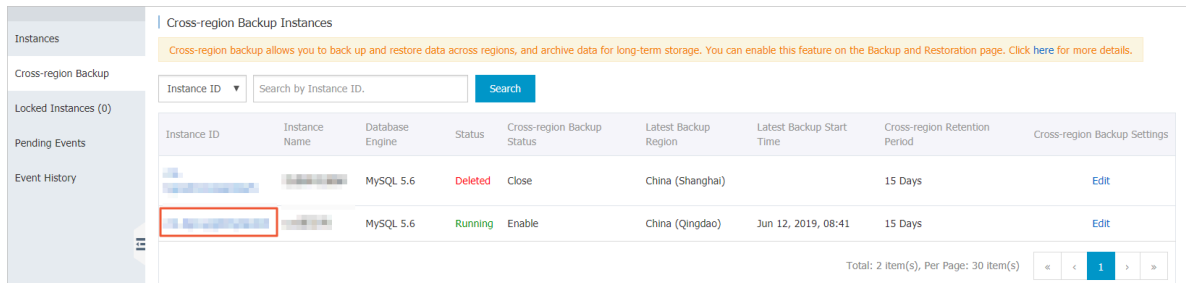 Cross-region Backup Instances
Instances
Cross-region backup allows you to back up and restore data across regions, and archive data for long-term storage. You can enable this feature on the Backup and Restoration page. Click here for more details.
Cross-region Backup
Instance ID ▼ Search by Instance ID. Search
Locked Instances (0)
Instance ID Instance Name Database Engine Status Cross-region Backup Status Latest Backup Region Latest Backup Start Time Cross-region Retention Period Cross-region Backup Settings
Pending Events
Event History
MySQL 5.6 Deleted Close China (Shanghai) 15 Days Edit
MySQL 5.6 Running Enable China (Qingdao) Jun 12, 2019, 08:41 15 Days Edit
Total: 2 item(s), Per Page: 30 item(s) « ‹ 1 › »